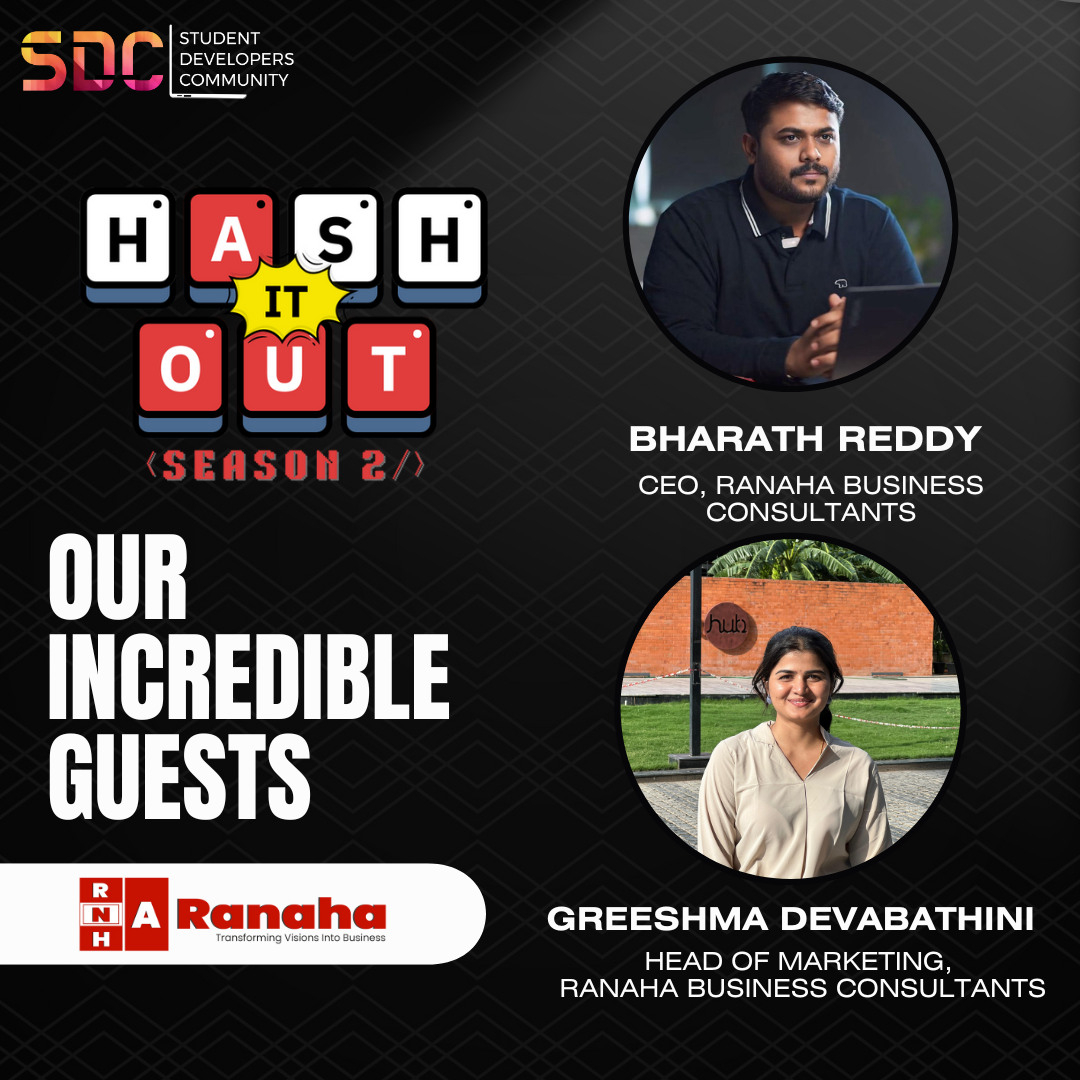 SDC
STUDENT
DEVELOPERS
COMMUNITY
HASH
IT
OUT
<SEASON 2/>
OUR
INCREDIBLE
GUESTS
RNH A Ranaha
Transforming Visions Into Business
BHARATH REDDY
CEO, RANAHA BUSINESS
CONSULTANTS
hub
GREESHMA DEVABATHINI
HEAD OF MARKETING,
RANAHA BUSINESS CONSULTANTS